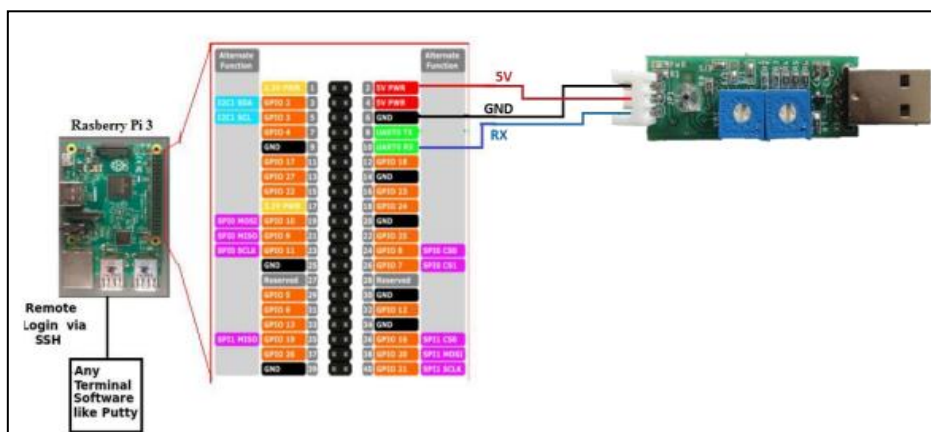 Alternate
Function
Alternate
Function
3.3V PWR 1 2 5V PWR
I2C1 SDA GPIO 2 3 4 5V PWR
I2C1 SCL GPIO 3 5 6 GND
GPIO 4 7 8 UART0 TX
GND 9 10 UART0 RX
GPIO 17 11 12 GPIO 18
GPIO 27 13 14 GND
GPIO 22 15 16 GPIO 23
3.3V PWR 17 18 GPIO 24
SPI0 MOSI GPIO 10 19 20 GND
SPI0 MISO GPIO 9 21 22 GPIO 25
SPI0 SCLK GPIO 11 23 24 GPIO 8 SPI0 CS0
GND 25 26 GPIO 7 SPI0 CS1
Reserved 27 28 Reserved
GPIO 5 29 30 GND
GPIO 6 31 32 GPIO 12
GPIO 13 33 34 GND
SPI1 MISO GPIO 19 35 36 GPIO 16 SPI1 CS0
GPIO 26 37 38 GPIO 20 SPI1 MOSI
GND 39 40 GPIO 21 SPI1 SCLK
5V
GND
RX
Rasberry Pi 3
Remote
Login via
SSH
Any
Terminal
Software
like Putty